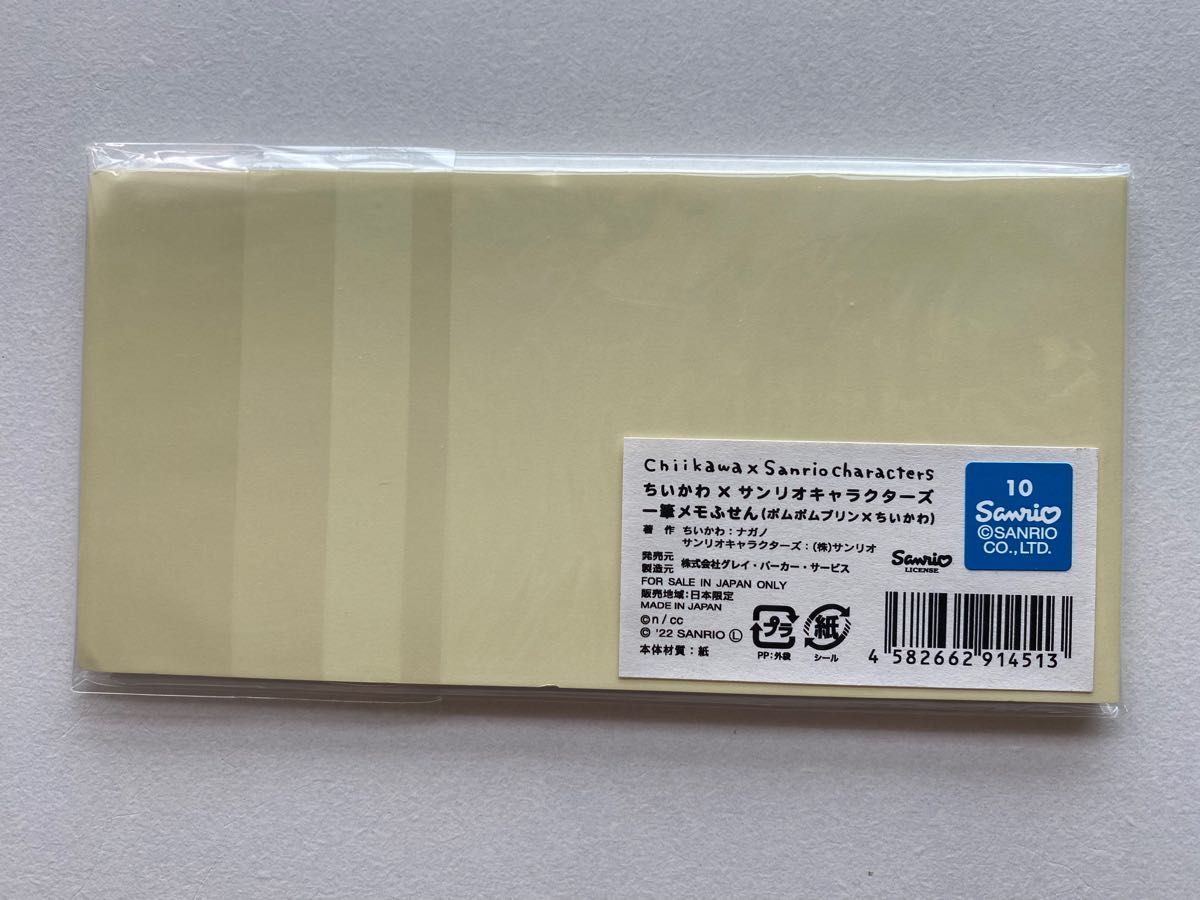 Chiikawa x Sanrio characters
ちいかわ × サンリオキャラクターズ
一筆メモふせん(ポムポムプリン×ちいかわ)
著 作 ちいかわ:ナガノ
サンリオキャラクターズ:(株)サンリオ
発売元
製造元 株式会社グレイ・パーカー・サービス
FOR SALE IN JAPAN ONLY
販売地域:日本限定
MADE IN JAPAN
©n/cc
© '22 SANRIO Ⓛ
本体材質:紙
プラ
PP:外袋
紙
シール
Sanrio
LICENSE
10
Sanrio
©SANRIO
CO.,LTD.
4 582662 914513